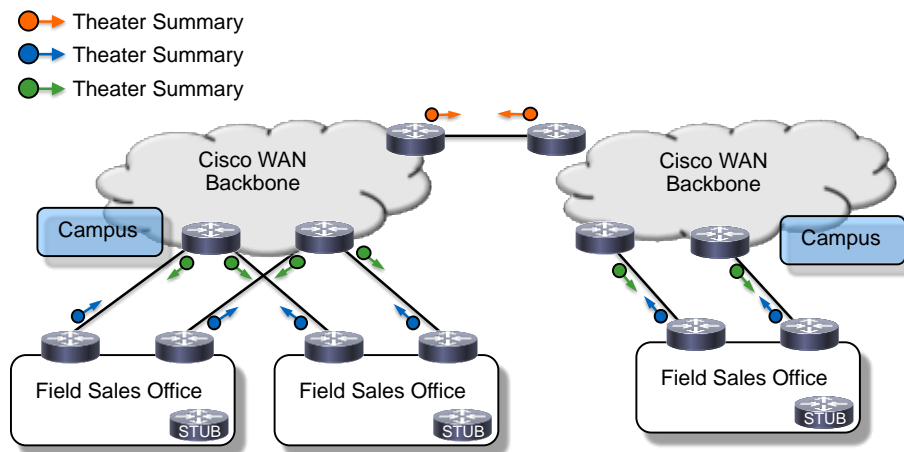 Theater Summary
Theater Summary
Theater Summary
Cisco WAN
Backbone
Cisco WAN
Backbone
Campus
Campus
Field Sales Office
STUB
Field Sales Office
STUB
Field Sales Office
STUB